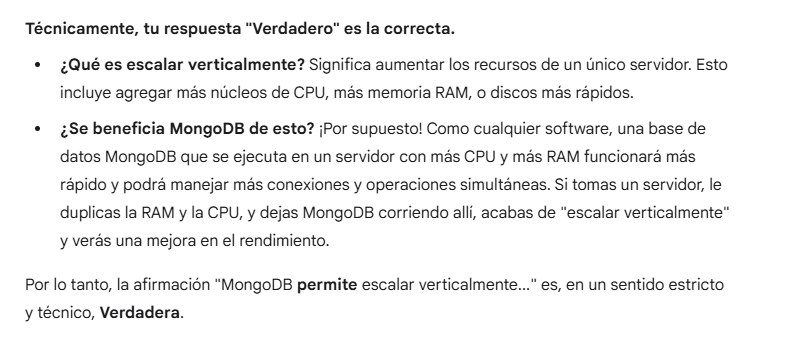 Técnicamente, tu respuesta "Verdadero" es la correcta.
• ¿Qué es escalar verticalmente? Significa aumentar los recursos de un único servidor. Esto
incluye agregar más núcleos de CPU, más memoria RAM, o discos más rápidos.
• ¿Se beneficia MongoDB de esto? ¡Por supuesto! Como cualquier software, una base de
datos MongoDB que se ejecuta en un servidor con más CPU y más RAM funcionará más
rápido y podrá manejar más conexiones y operaciones simultáneas. Si tomas un servidor, le
duplicas la RAM y la CPU, y dejas MongoDB corriendo allí, acabas de "escalar verticalmente"
y verás una mejora en el rendimiento.
Por lo tanto, la afirmación "MongoDB permite escalar verticalmente..." es, en un sentido estricto
y técnico, Verdadera.